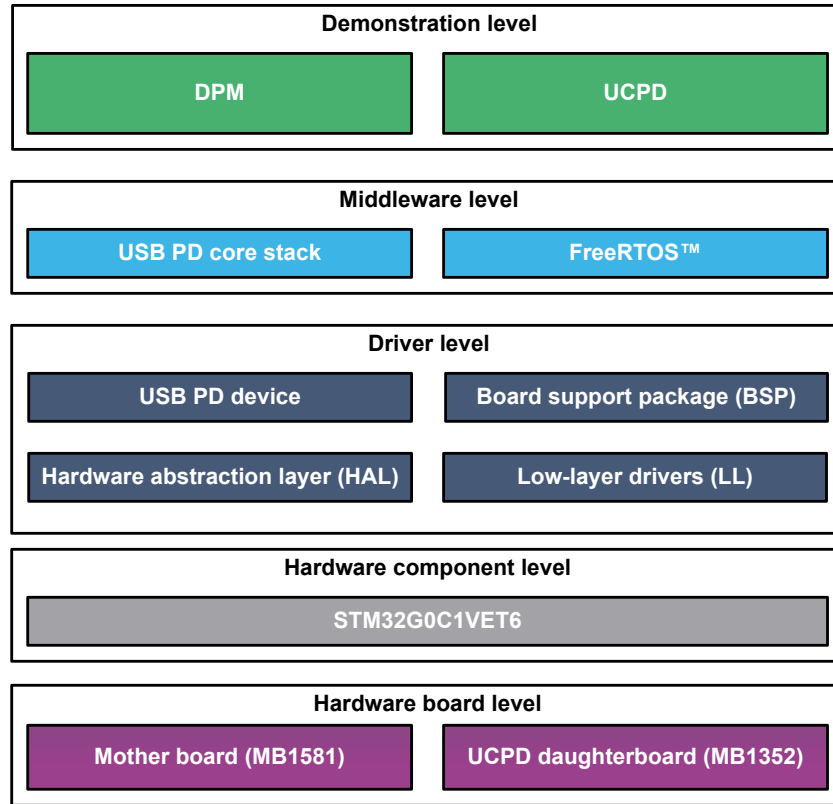 Demonstration level
DPM
UCPD
Middleware level
USB PD core stack
FreeRTOS™
Driver level
USB PD device
Board support package (BSP)
Hardware abstraction layer (HAL)
Low-layer drivers (LL)
Hardware component level
STM32G0C1VET6
Hardware board level
Mother board (MB1581)
UCPD daughterboard (MB1352)